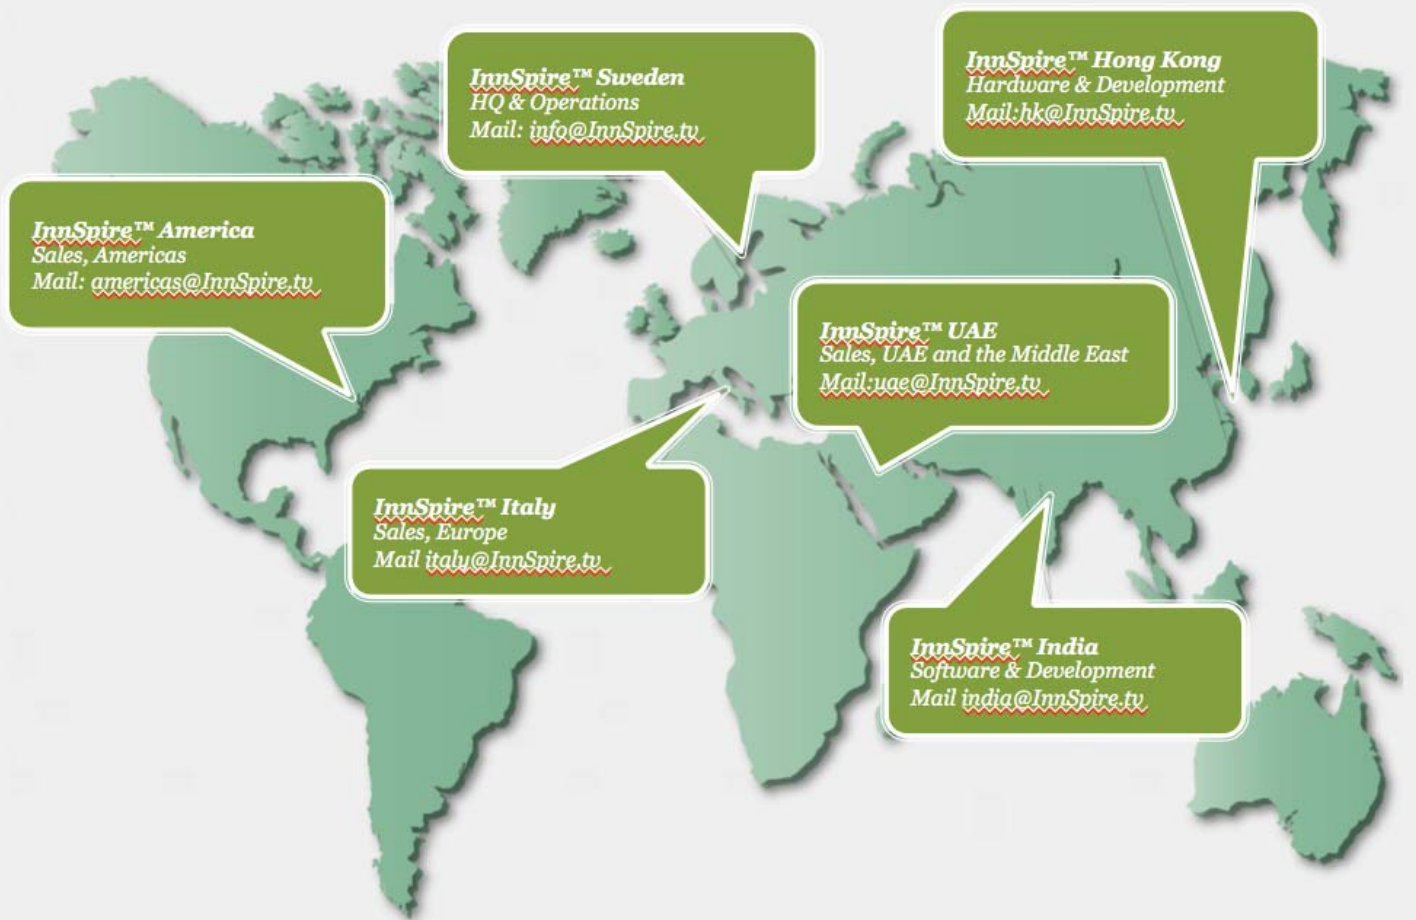 InnSpire™ Sweden
HQ & Operations
Mail: info@InnSpire.tv
InnSpire™ Hong Kong
Hardware & Development
Mail:hk@InnSpire.tv
InnSpire™ America
Sales, Americas
Mail: americas@InnSpire.tv
InnSpire™ UAE
Sales, UAE and the Middle East
Mail:uae@InnSpire.tv
InnSpire™ Italy
Sales, Europe
Mail italy@InnSpire.tv
InnSpire™ India
Software & Development
Mail india@InnSpire.tv